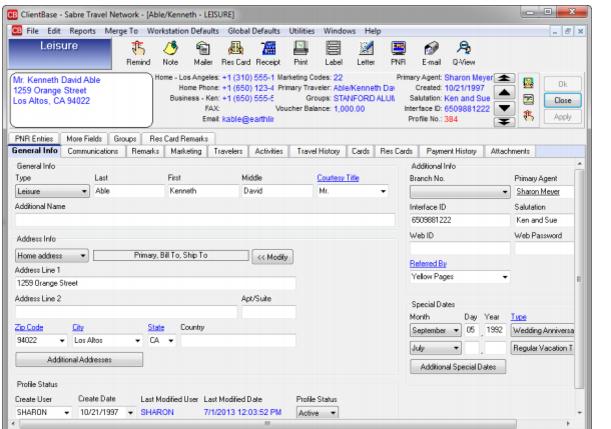 CB ClientBase - Sabre Travel Network - [Able/Kenneth - LEISURE]
CB File Edit Reports Merge To Workstation Defaults Global Defaults Utilities Windows Help
Leisure
Remind Note Mailer Res Card Receipt Print Label Letter PNR E-mail Q-View
Mr. Kenneth David Able
1259 Orange Street
Los Altos, CA 94022
Home - Los Angeles: +1 (310) 555-1 Marketing Codes: 22 Primary Agent: Sharon Meyer
Home Phone: +1 (650) 123-4 Primary Traveler: Able/Kenneth Da Created: 10/21/1997
Business - Ken: +1 (650) 555-5 Groups: STANFORD ALUM Salutation: Ken and Sue
FAX: Voucher Balance: 1,000.00 Interface ID: 6509881222
Email: kable@earthlin Profile No.: 384
Ok
Close
Apply
PNR Entries More Fields Groups Res Card Remarks
General Info Communications Remarks Marketing Travelers Activities Travel History Cards Res Cards Payment History Attachments
General Info
Type Last First Middle Courtesy Title
Leisure Able Kenneth David Mr.
Additional Name
Address Info
Home address Primary, Bill To, Ship To << Modify
Address Line 1
1259 Orange Street
Address Line 2 Apt/Suite
Zip Code City State Country
94022 Los Altos CA
Additional Addresses
Profile Status
Create User Create Date Last Modified User Last Modified Date Profile Status
SHARON 10/21/1997 SHARON 7/1/2013 12:03:52 PM Active
Additional Info
Branch No. Primary Agent
Sharon Meyer
Interface ID Salutation
6509881222 Ken and Sue
Web ID Web Password
Referred By
Yellow Pages
Special Dates
Month Day Year Type
September 05 , 1992 Wedding Anniversa
July , Regular Vacation T
Additional Special Dates